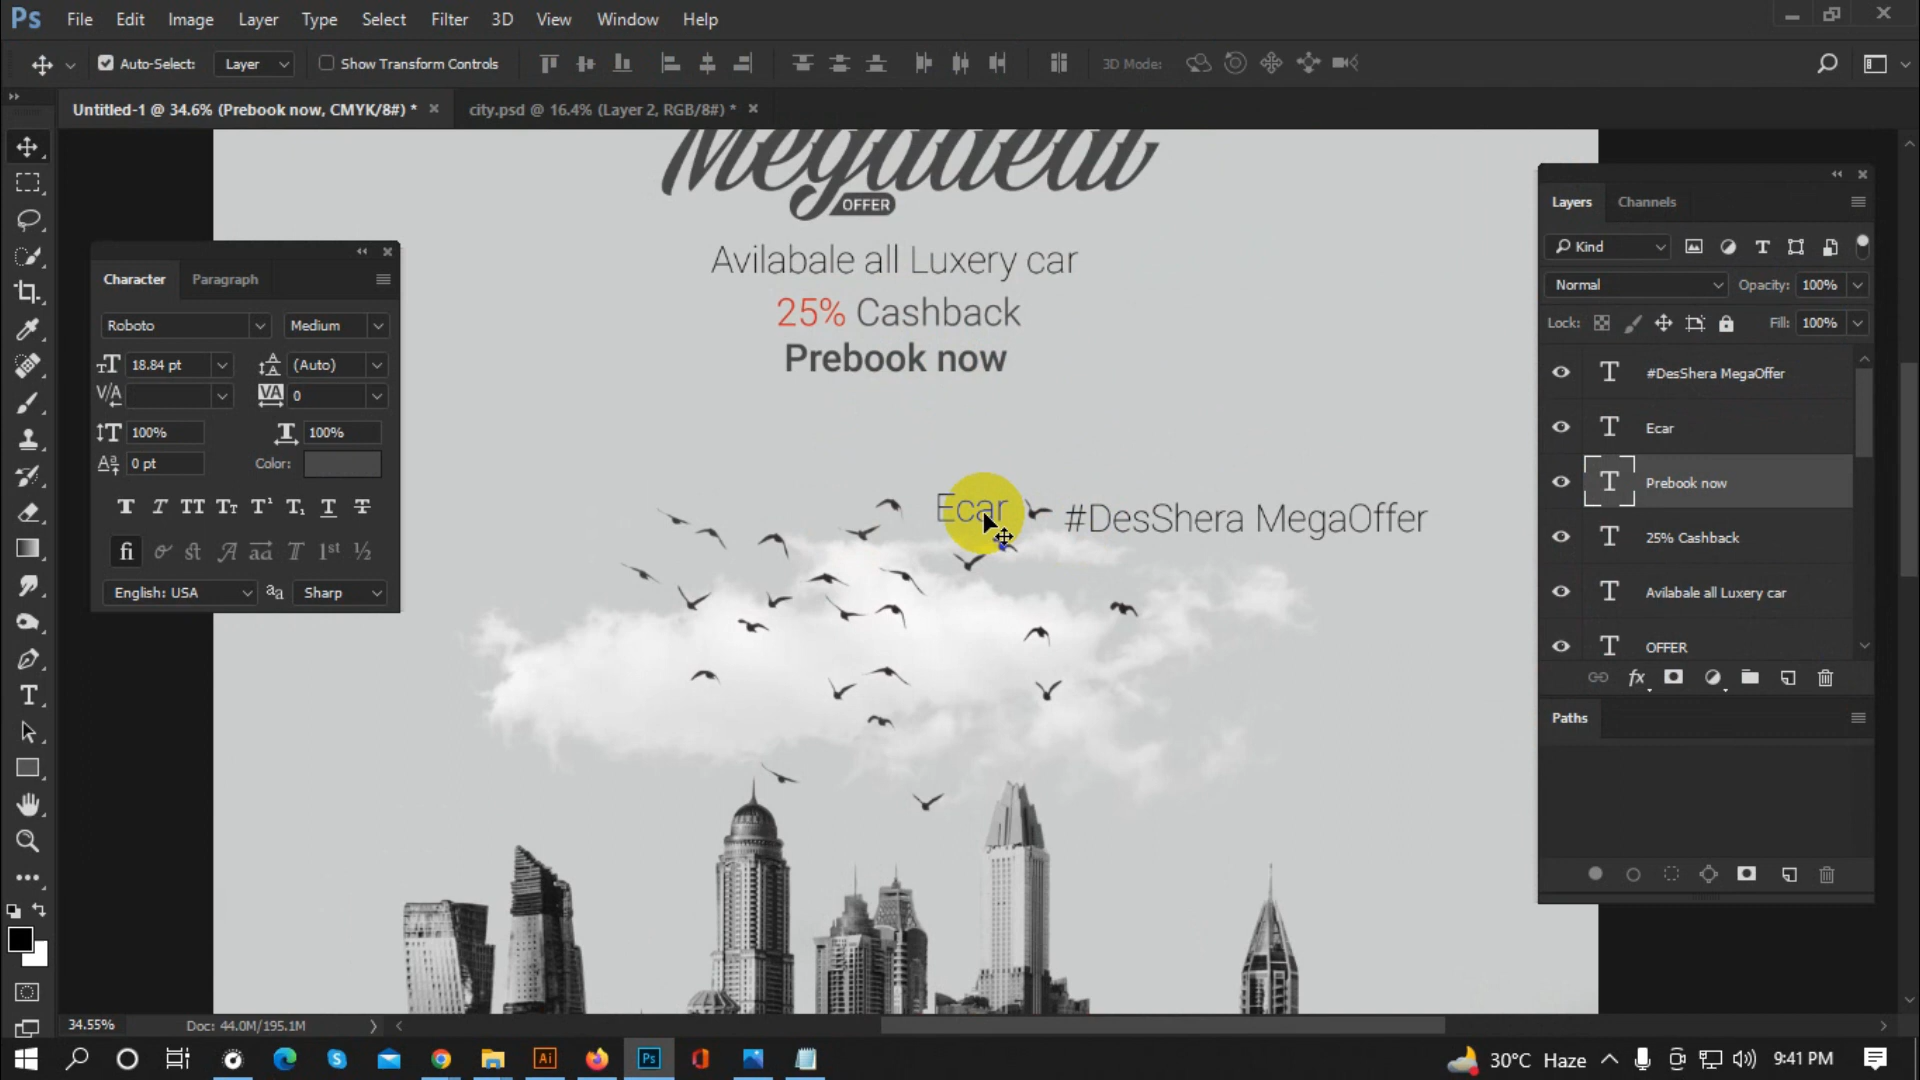 Ps File Edit Image Layer Type Select Filter 3D View Window Help
Auto-Select: Layer Show Transform Controls 3D Mode:
Untitled-1 @ 34.6% (Prebook now, CMYK/8#) * city.psd @ 16.4% (Layer 2, RGB/8#) *
Megadeal
OFFER
Avilabale all Luxery car
25% Cashback
Prebook now
Ecar
#DesShera MegaOffer
Character Paragraph
Roboto Medium
18.84 pt (Auto)
0
100% 100%
0 pt Color:
English: USA Sharp
Layers Channels
Kind
Normal Opacity: 100%
Lock: Fill: 100%
#DesShera MegaOffer
Ecar
Prebook now
25% Cashback
Avilabale all Luxery car
OFFER
Paths
34.55% Doc: 44.0M/195.1M
Ai Ps 30°C Haze 9:41 PM